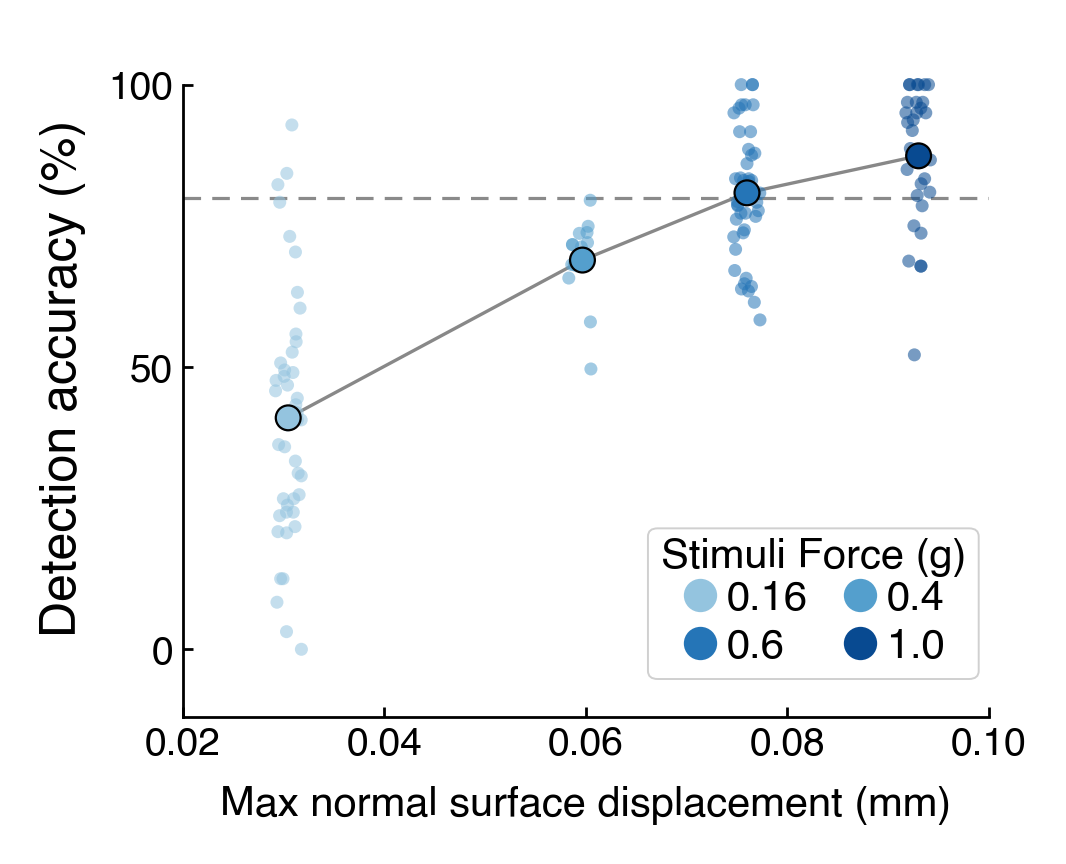 100
50
0
Detection accuracy (%)
0.02 0.04 0.06 0.08 0.10
Max normal surface displacement (mm)
Stimuli Force (g)
0.16 0.4
0.6 1.0